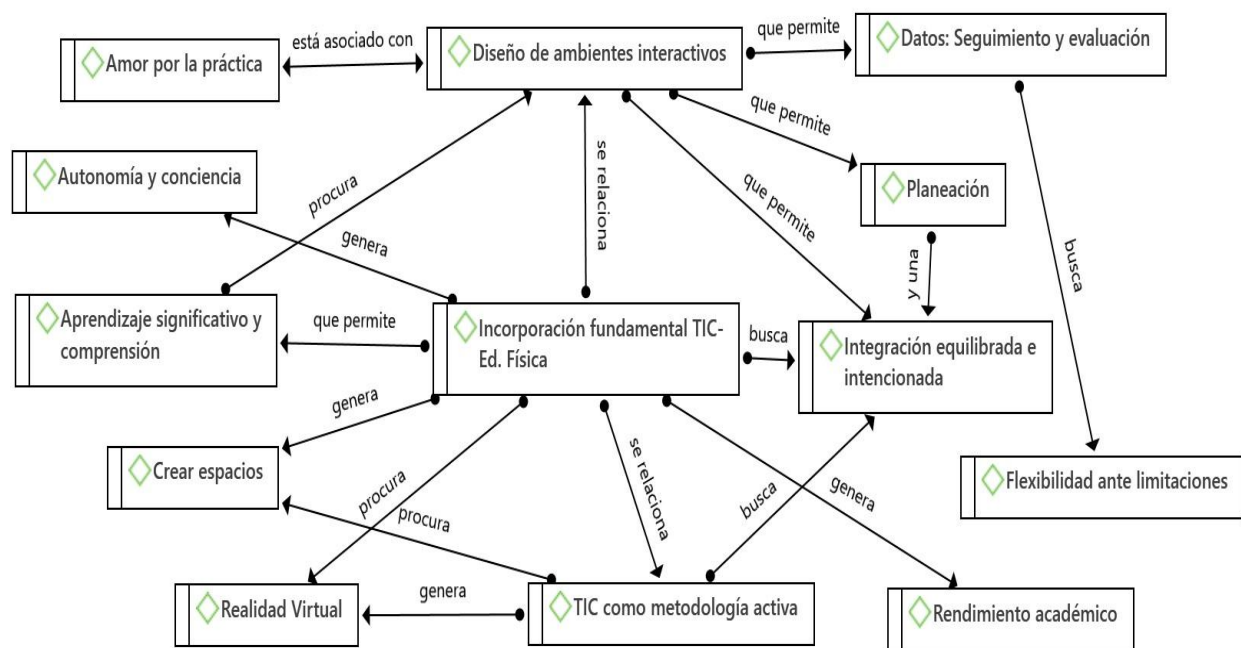 que permite
está asociado con
Amor por la práctica
Diseño de ambientes interactivos
Datos: Seguimiento y evaluación
que permite
Autonomía y conciencia
procura
se relaciona
que permite
Planeación
genera
y una
busca
Aprendizaje significativo y
comprensión
que permite
Incorporación fundamental TIC-
Ed. Física
busca
Integración equilibrada e
intencionada
genera
Crear espacios
procura
procura
se relaciona
busca
genera
Flexibilidad ante limitaciones
Realidad Virtual
genera
TIC como metodología activa
Rendimiento académico